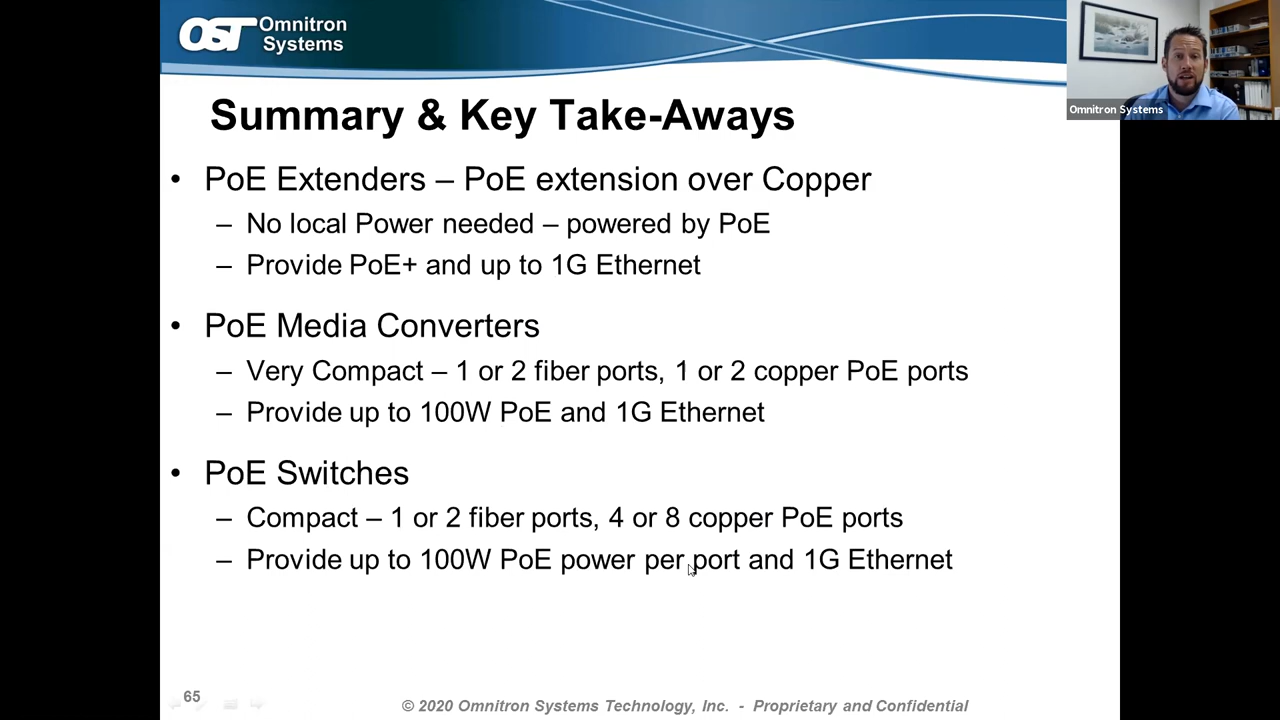 OST Omnitron
Systems
Omnitron Systems
Summary & Key Take-Aways
• PoE Extenders – PoE extension over Copper
– No local Power needed – powered by PoE
– Provide PoE+ and up to 1G Ethernet
• PoE Media Converters
– Very Compact – 1 or 2 fiber ports, 1 or 2 copper PoE ports
– Provide up to 100W PoE and 1G Ethernet
• PoE Switches
– Compact – 1 or 2 fiber ports, 4 or 8 copper PoE ports
– Provide up to 100W PoE power per port and 1G Ethernet
65
© 2020 Omnitron Systems Technology, Inc. - Proprietary and Confidential